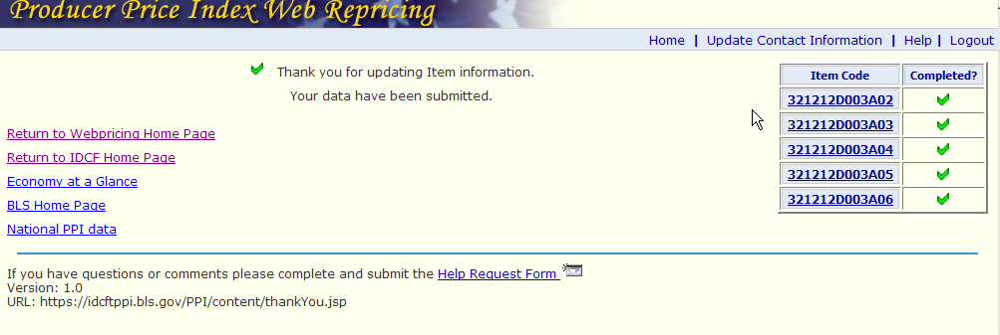 Producer Price Index Web Repricing
Home | Update Contact Information | Help | Logout
Thank you for updating Item information.
Your data have been submitted.
Item Code Completed?
321212D003A02
321212D003A03
321212D003A04
321212D003A05
321212D003A06
Return to Webpricing Home Page
Return to IDCF Home Page
Economy at a Glance
BLS Home Page
National PPI data
If you have questions or comments please complete and submit the Help Request Form
Version: 1.0
URL: https://idcftppi.bls.gov/PPI/content/thankYou.jsp